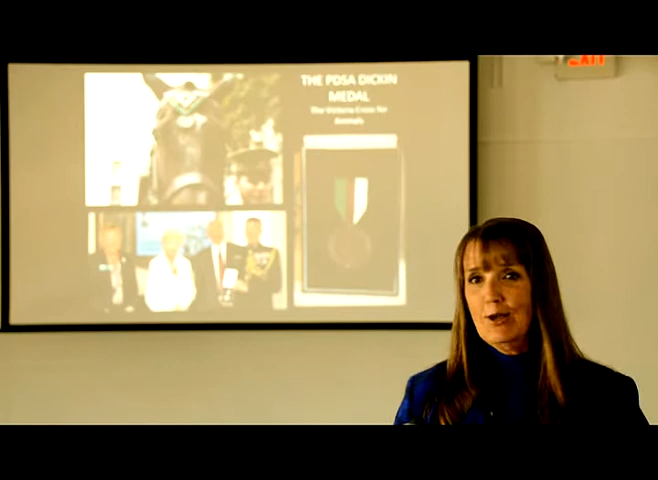 THE PDSA DICKIN
MEDAL
The Victoria Cross for
Animals
EXIT